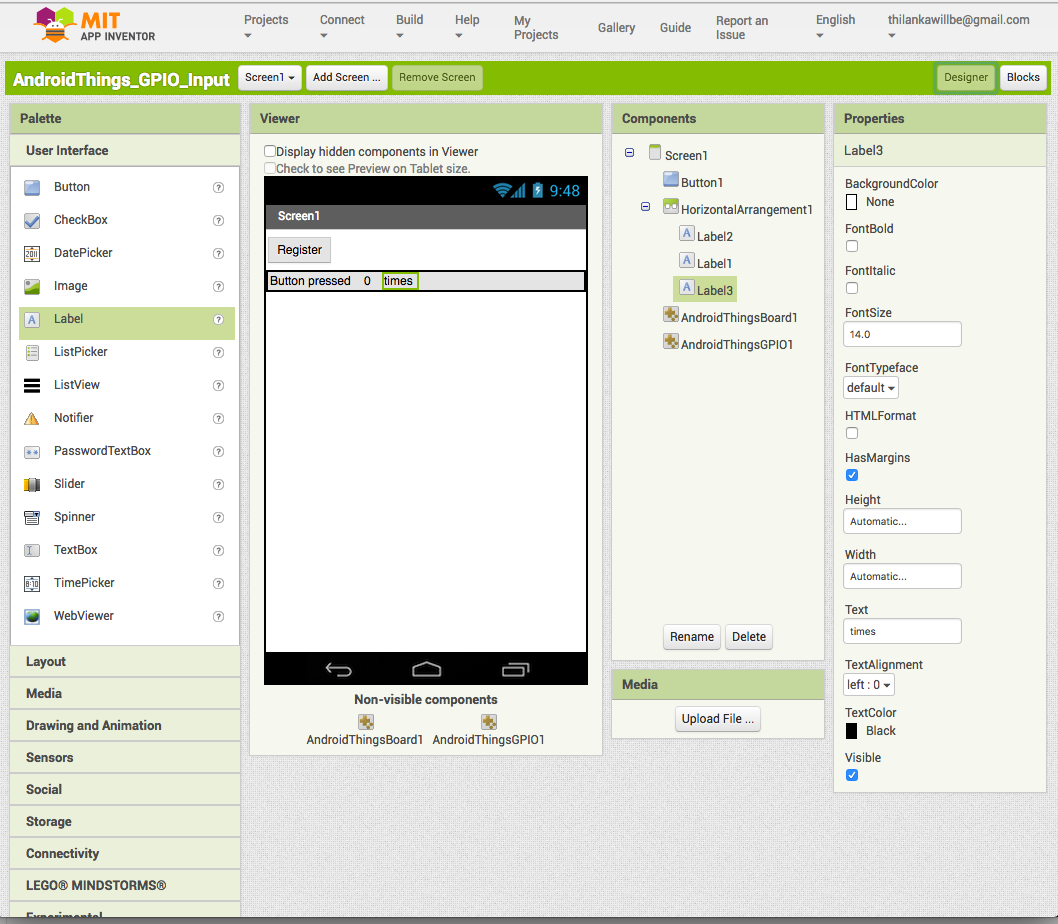 MIT
APP INVENTOR
Projects
Connect
Build
Help
My
Projects
Gallery
Guide
Report an
Issue
English
thilankawillbe@gmail.com
AndroidThings_GPIO_Input
Screen1
Add Screen ...
Remove Screen
Designer
Blocks
Palette
User Interface
Button
?
CheckBox
?
DatePicker
?
Image
?
Label
?
ListPicker
?
ListView
?
Notifier
?
PasswordTextBox
?
Slider
?
Spinner
?
TextBox
?
TimePicker
?
WebViewer
?
Layout
Media
Drawing and Animation
Sensors
Social
Storage
Connectivity
LEGO® MINDSTORMS®
Experimental
Viewer
Display hidden components in Viewer
Check to see Preview on Tablet size.
9:48
Screen1
Register
Button pressed 0 times
Non-visible components
AndroidThingsBoard1 AndroidThingsGPIO1
Components
Screen1
Button1
HorizontalArrangement1
A Label2
A Label1
A Label3
AndroidThingsBoard1
AndroidThingsGPIO1
Rename
Delete
Media
Upload File ...
Properties
Label3
BackgroundColor
None
FontBold
FontItalic
FontSize
14.0
FontTypeface
default
HTMLFormat
HasMargins
Height
Automatic...
Width
Automatic...
Text
times
TextAlignment
left : 0
TextColor
Black
Visible